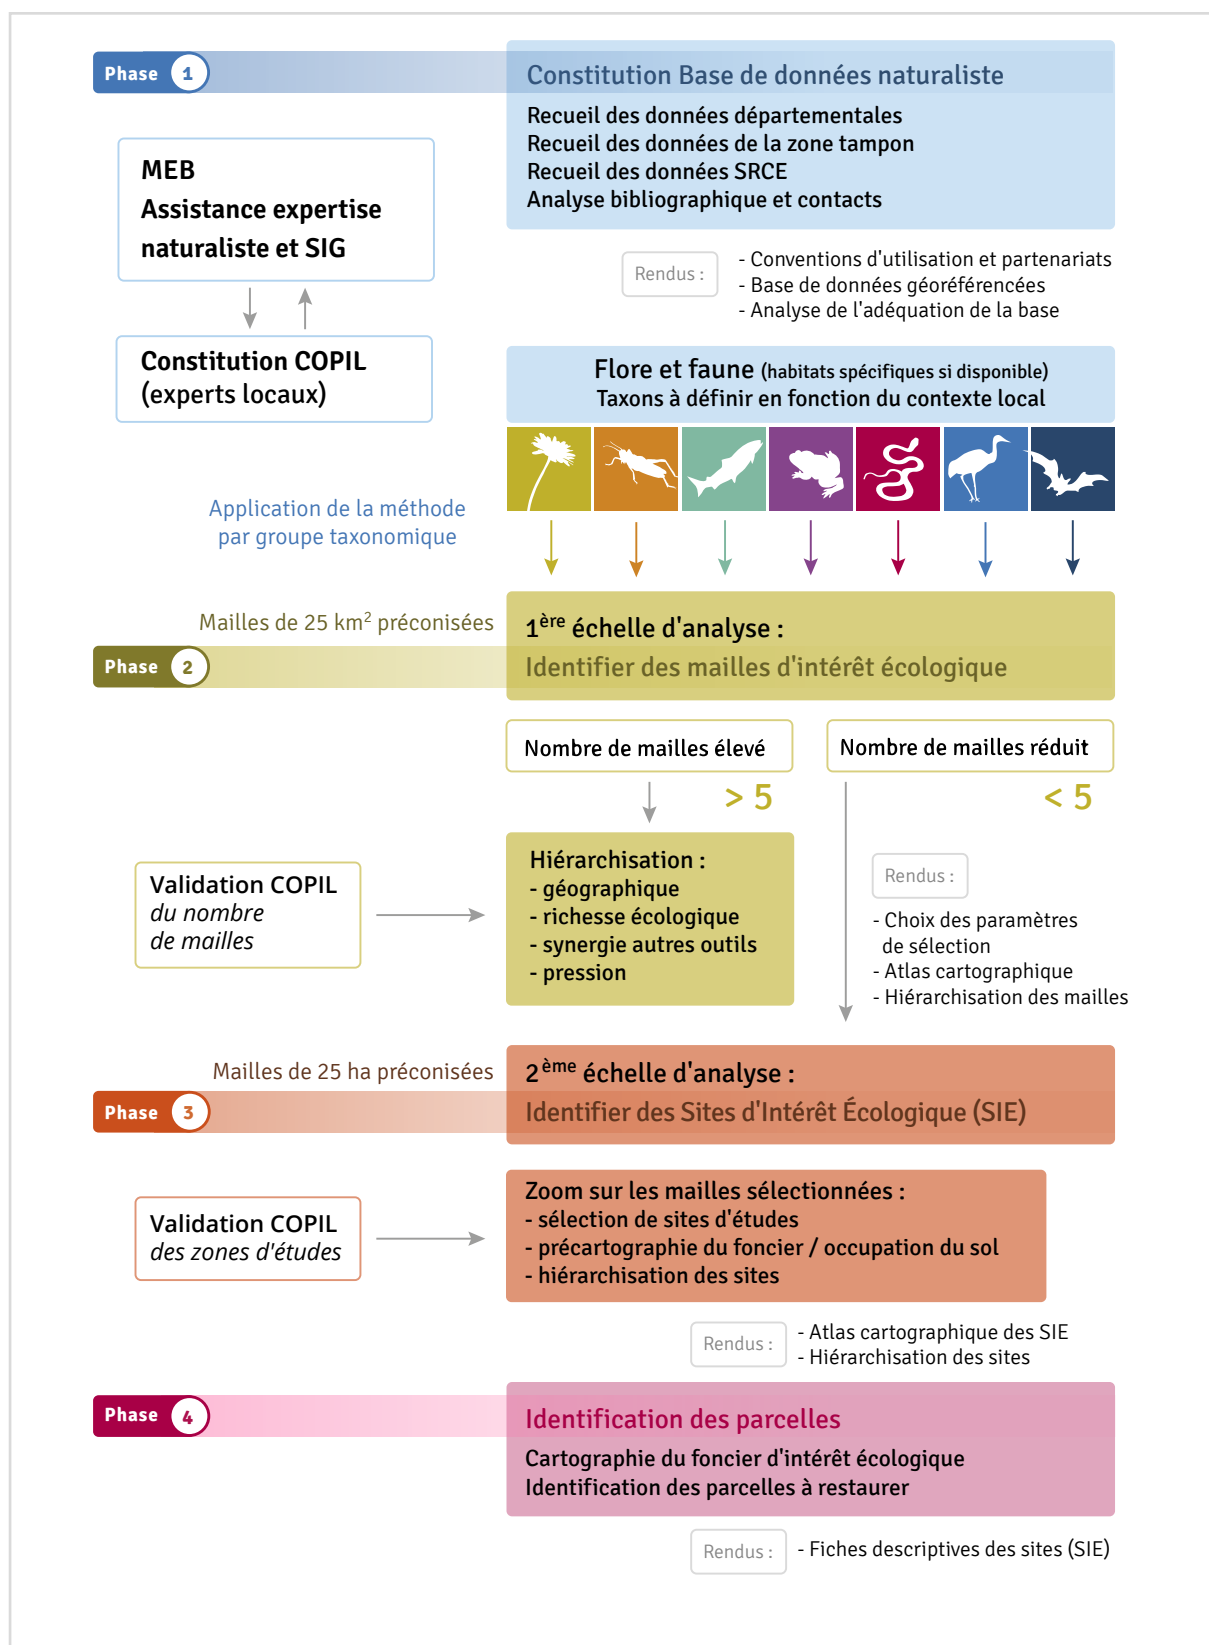 Phase 1
Constitution Base de données naturaliste
Recueil des données départementales
Recueil des données de la zone tampon
Recueil des données SRCE
Analyse bibliographique et contacts
MEB
Assistance expertise
naturaliste et SIG
Rendus :
- Conventions d'utilisation et partenariats
- Base de données géoréférencées
- Analyse de l'adéquation de la base
Constitution COPIL
(experts locaux)
Flore et faune (habitats spécifiques si disponible)
Taxons à définir en fonction du contexte local
Application de la méthode
par groupe taxonomique
Mailles de 25 km² préconisées
Phase 2
1ère échelle d'analyse :
Identifier des mailles d'intérêt écologique
Nombre de mailles élevé
> 5
Nombre de mailles réduit
< 5
Validation COPIL
du nombre
de mailles
Hiérarchisation :
- géographique
- richesse écologique
- synergie autres outils
- pression
Rendus :
- Choix des paramètres
de sélection
- Atlas cartographique
- Hiérarchisation des mailles
Mailles de 25 ha préconisées
Phase 3
2ème échelle d'analyse :
Identifier des Sites d'Intérêt Écologique (SIE)
Validation COPIL
des zones d'études
Zoom sur les mailles sélectionnées :
- sélection de sites d'études
- précartographie du foncier / occupation du sol
- hiérarchisation des sites
Rendus :
- Atlas cartographique des SIE
- Hiérarchisation des sites
Phase 4
Identification des parcelles
Cartographie du foncier d'intérêt écologique
Identification des parcelles à restaurer
Rendus :
- Fiches descriptives des sites (SIE)